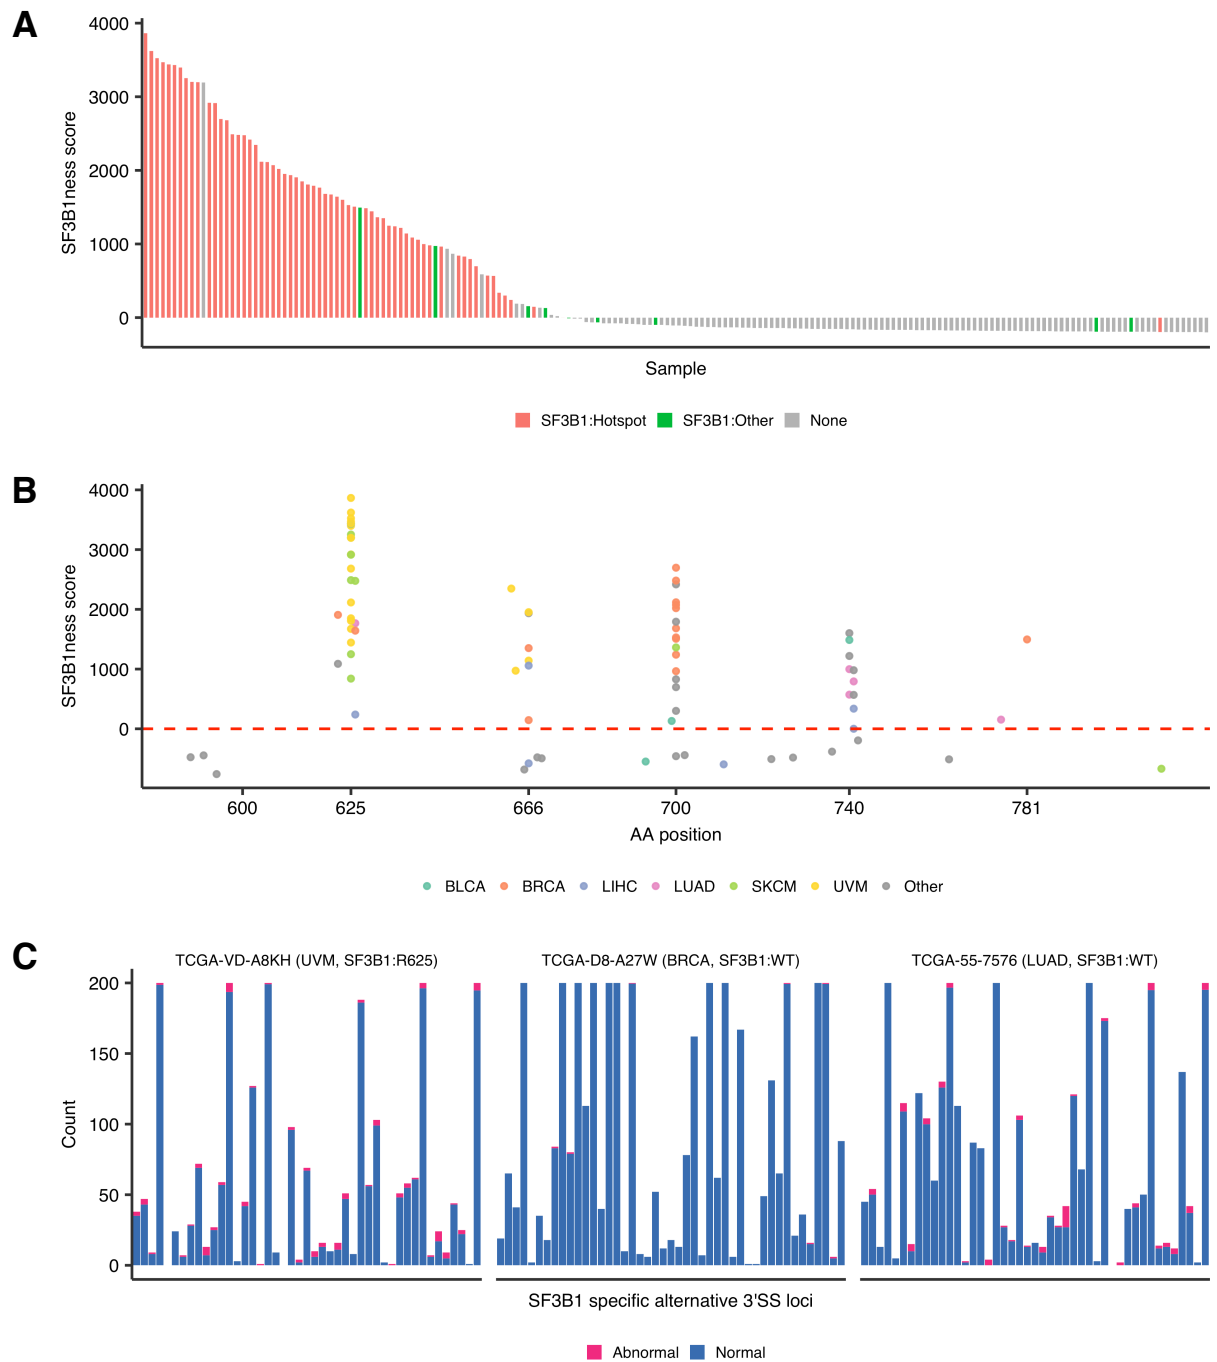 A
SF3B1ness score
4000
3000
2000
1000
0
Sample
SF3B1:Hotspot SF3B1:Other None
B
SF3B1ness score
4000
3000
2000
1000
0
600 625 666 700 740 781
AA position
BLCA BRCA LIHC LUAD SKCM UVM Other
C
TCGA-VD-A8KH (UVM, SF3B1:R625) TCGA-D8-A27W (BRCA, SF3B1:WT) TCGA-55-7576 (LUAD, SF3B1:WT)
Count
200
150
100
50
0
SF3B1 specific alternative 3'SS loci
Abnormal Normal